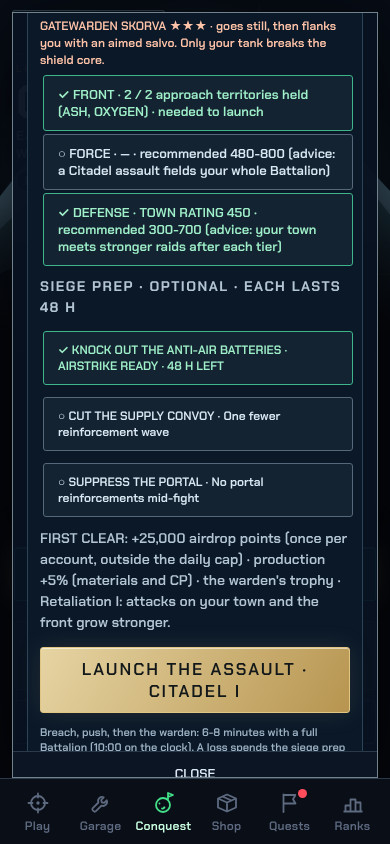 GATEWARDEN SKORVA ★★★ · goes still, then flanks
you with an aimed salvo. Only your tank breaks the
shield core.
✓ FRONT · 2 / 2 approach territories held
(ASH, OXYGEN) · needed to launch
○ FORCE · — · recommended 480-800 (advice:
a Citadel assault fields your whole Battalion)
✓ DEFENSE · TOWN RATING 450 ·
recommended 300-700 (advice: your town
meets stronger raids after each tier)
SIEGE PREP · OPTIONAL · EACH LASTS
48 H
✓ KNOCK OUT THE ANTI-AIR BATTERIES ·
AIRSTRIKE READY · 48 H LEFT
○ CUT THE SUPPLY CONVOY · One fewer
reinforcement wave
○ SUPPRESS THE PORTAL · No portal
reinforcements mid-fight
FIRST CLEAR: +25,000 airdrop points (once per
account, outside the daily cap) · production
+5% (materials and CP) · the warden's trophy ·
Retaliation I: attacks on your town and the
front grow stronger.
LAUNCH THE ASSAULT ·
CITADEL I
Breach, push, then the warden: 6-8 minutes with a full
Battalion (10:00 on the clock). A loss spends the siege prep
CLOSE
Play Garage Conquest Shop Quests Ranks